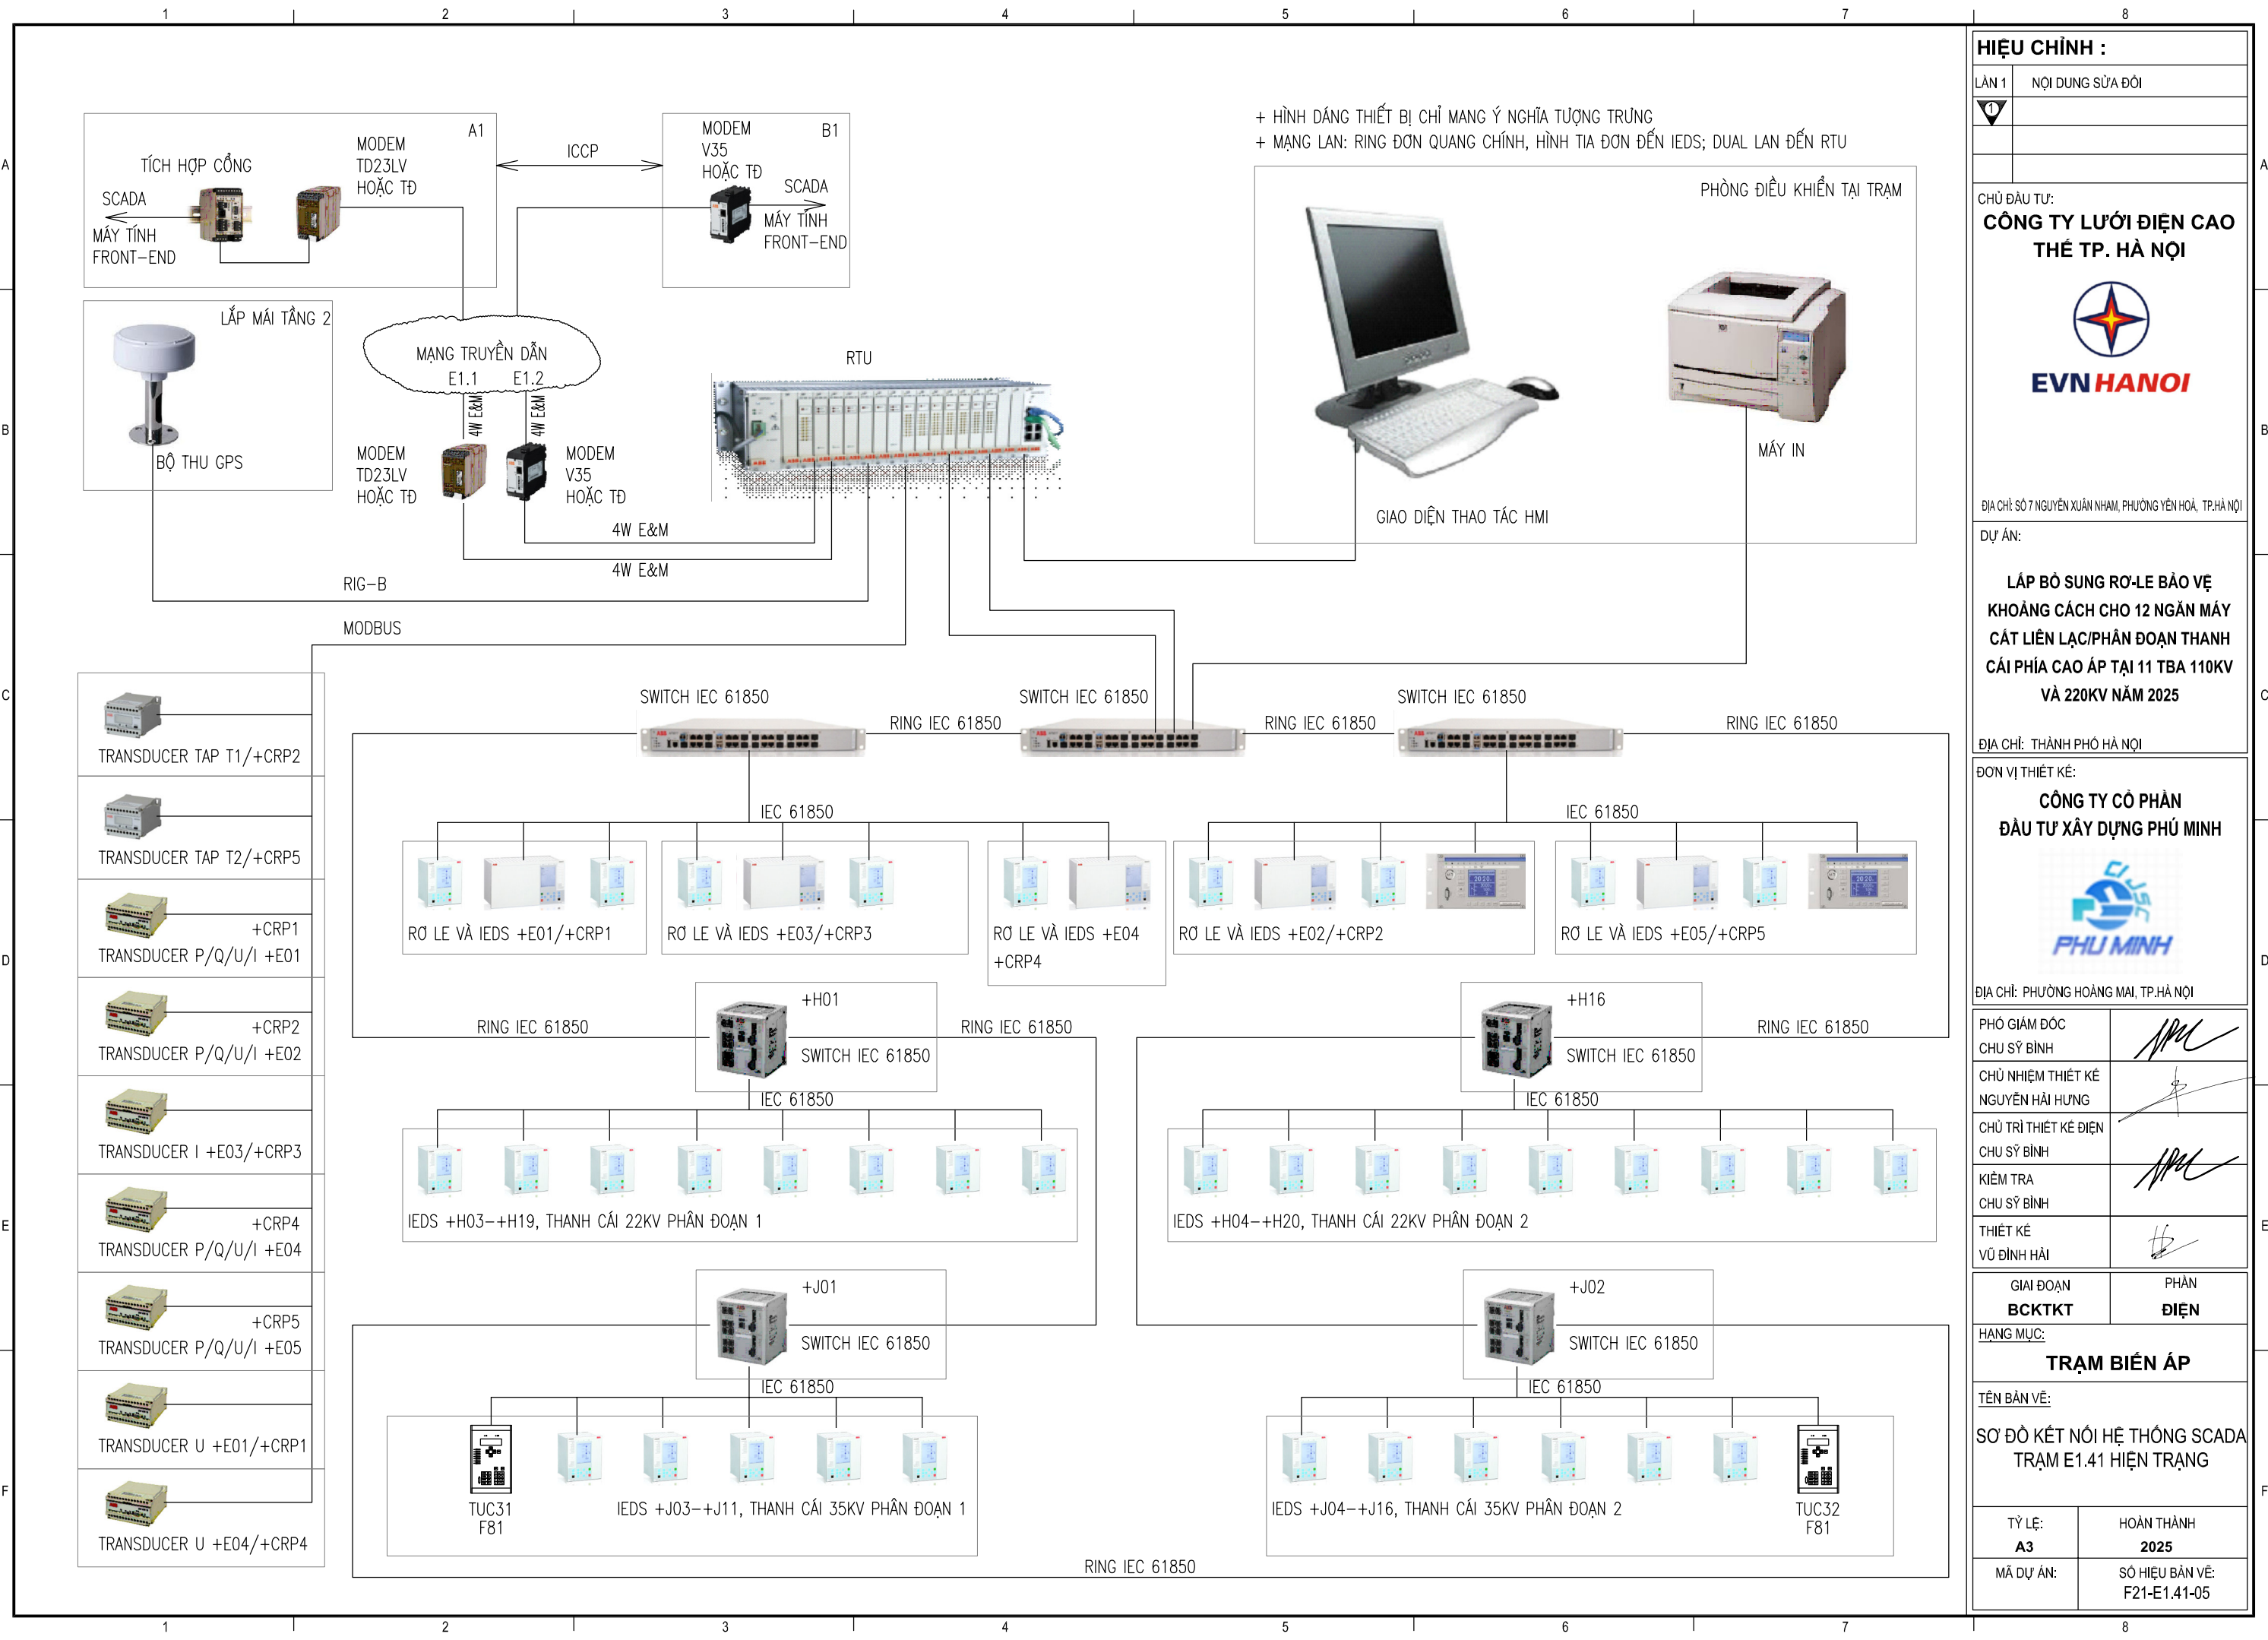 1 2 3 4 5 6 7 8
A
B
C
D
E
F
A1
TÍCH HỢP CỔNG
MODEM
TD23LV
HOẶC TĐ
SCADA
MÁY TÍNH
FRONT-END
ICCP
B1
MODEM
V35
HOẶC TĐ
SCADA
MÁY TÍNH
FRONT-END
+ HÌNH DÁNG THIẾT BỊ CHỈ MANG Ý NGHĨA TƯỢNG TRƯNG
+ MẠNG LAN: RING ĐƠN QUANG CHÍNH, HÌNH TIA ĐƠN ĐẾN IEDS; DUAL LAN ĐẾN RTU
PHÒNG ĐIỀU KHIỂN TẠI TRẠM
MÁY IN
GIAO DIỆN THAO TÁC HMI
LẮP MÁI TẦNG 2
BỘ THU GPS
MẠNG TRUYỀN DẪN
E1.1 E1.2
4W E&M
4W E&M
MODEM
TD23LV
HOẶC TĐ
MODEM
V35
HOẶC TĐ
RTU
4W E&M
4W E&M
RIG-B
MODBUS
TRANSDUCER TAP T1/+CRP2
TRANSDUCER TAP T2/+CRP5
+CRP1
TRANSDUCER P/Q/U/I +E01
+CRP2
TRANSDUCER P/Q/U/I +E02
TRANSDUCER I +E03/+CRP3
+CRP4
TRANSDUCER P/Q/U/I +E04
+CRP5
TRANSDUCER P/Q/U/I +E05
TRANSDUCER U +E01/+CRP1
TRANSDUCER U +E04/+CRP4
SWITCH IEC 61850
RING IEC 61850
SWITCH IEC 61850
RING IEC 61850
SWITCH IEC 61850
RING IEC 61850
IEC 61850
IEC 61850
RƠ LE VÀ IEDS +E01/+CRP1
RƠ LE VÀ IEDS +E03/+CRP3
RƠ LE VÀ IEDS +E04
+CRP4
RƠ LE VÀ IEDS +E02/+CRP2
RƠ LE VÀ IEDS +E05/+CRP5
RING IEC 61850
+H01
SWITCH IEC 61850
RING IEC 61850
+H16
SWITCH IEC 61850
RING IEC 61850
IEC 61850
IEC 61850
IEDS +H03-+H19, THANH CÁI 22KV PHÂN ĐOẠN 1
IEDS +H04-+H20, THANH CÁI 22KV PHÂN ĐOẠN 2
+J01
SWITCH IEC 61850
+J02
SWITCH IEC 61850
IEC 61850
IEC 61850
TUC31
F81
IEDS +J03-+J11, THANH CÁI 35KV PHÂN ĐOẠN 1
IEDS +J04-+J16, THANH CÁI 35KV PHÂN ĐOẠN 2
TUC32
F81
RING IEC 61850
HIỆU CHỈNH :
LẦN 1 NỘI DUNG SỬA ĐỔI
1
CHỦ ĐẦU TƯ:
CÔNG TY LƯỚI ĐIỆN CAO
THẾ TP. HÀ NỘI
EVNHANOI
ĐỊA CHỈ: SỐ 7 NGUYỄN XUÂN NHAM, PHƯỜNG YÊN HOÀ, TP.HÀ NỘI
DỰ ÁN:
LẮP BỔ SUNG RƠ-LE BẢO VỆ
KHOẢNG CÁCH CHO 12 NGĂN MÁY
CẮT LIÊN LẠC/PHÂN ĐOẠN THANH
CÁI PHÍA CAO ÁP TẠI 11 TBA 110KV
VÀ 220KV NĂM 2025
ĐỊA CHỈ: THÀNH PHỐ HÀ NỘI
ĐƠN VỊ THIẾT KẾ:
CÔNG TY CỔ PHẦN
ĐẦU TƯ XÂY DỰNG PHÚ MINH
CIJSC
PHU MINH
ĐỊA CHỈ: PHƯỜNG HOÀNG MAI, TP.HÀ NỘI
PHÓ GIÁM ĐỐC
CHU SỸ BÌNH
CHỦ NHIỆM THIẾT KẾ
NGUYỄN HẢI HƯNG
CHỦ TRÌ THIẾT KẾ ĐIỆN
CHU SỸ BÌNH
KIỂM TRA
CHU SỸ BÌNH
THIẾT KẾ
VŨ ĐÌNH HẢI
GIAI ĐOẠN PHẦN
BCKTKT ĐIỆN
HẠNG MỤC:
TRẠM BIẾN ÁP
TÊN BẢN VẼ:
SƠ ĐỒ KẾT NỐI HỆ THỐNG SCADA
TRẠM E1.41 HIỆN TRẠNG
TỶ LỆ: HOÀN THÀNH
A3 2025
MÃ DỰ ÁN: SỐ HIỆU BẢN VẼ:
F21-E1.41-05
1 2 3 4 5 6 7 8